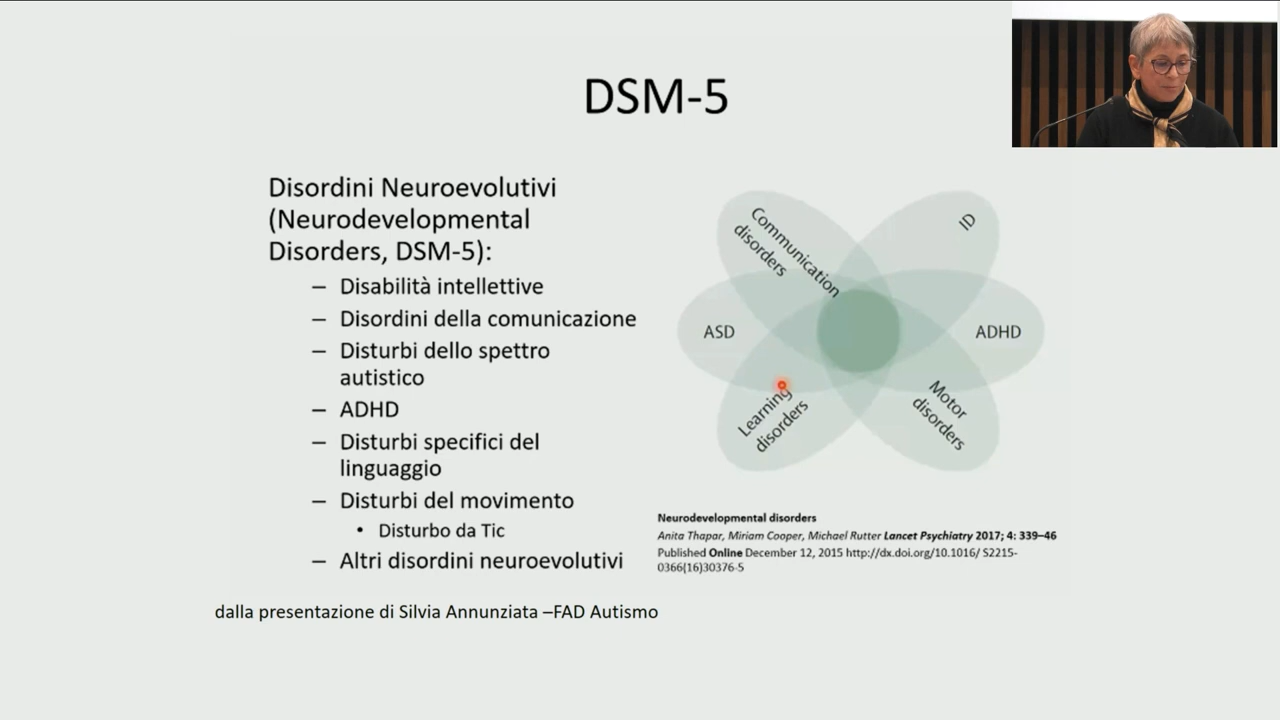 DSM-5
Disordini Neuroevolutivi
(Neurodevelopmental
Disorders, DSM-5):
– Disabilità intellettive
– Disordini della comunicazione
– Disturbi dello spettro
autistico
– ADHD
– Disturbi specifici del
linguaggio
– Disturbi del movimento
• Disturbo da Tic
– Altri disordini neuroevolutivi
Communication
disorders
ID
ASD
ADHD
Learning
disorders
Motor
disorders
Neurodevelopmental disorders
Anita Thapar, Miriam Cooper, Michael Rutter Lancet Psychiatry 2017; 4: 339–46
Published Online December 12, 2015 http://dx.doi.org/10.1016/ S2215-
0366(16)30376-5
dalla presentazione di Silvia Annunziata –FAD Autismo